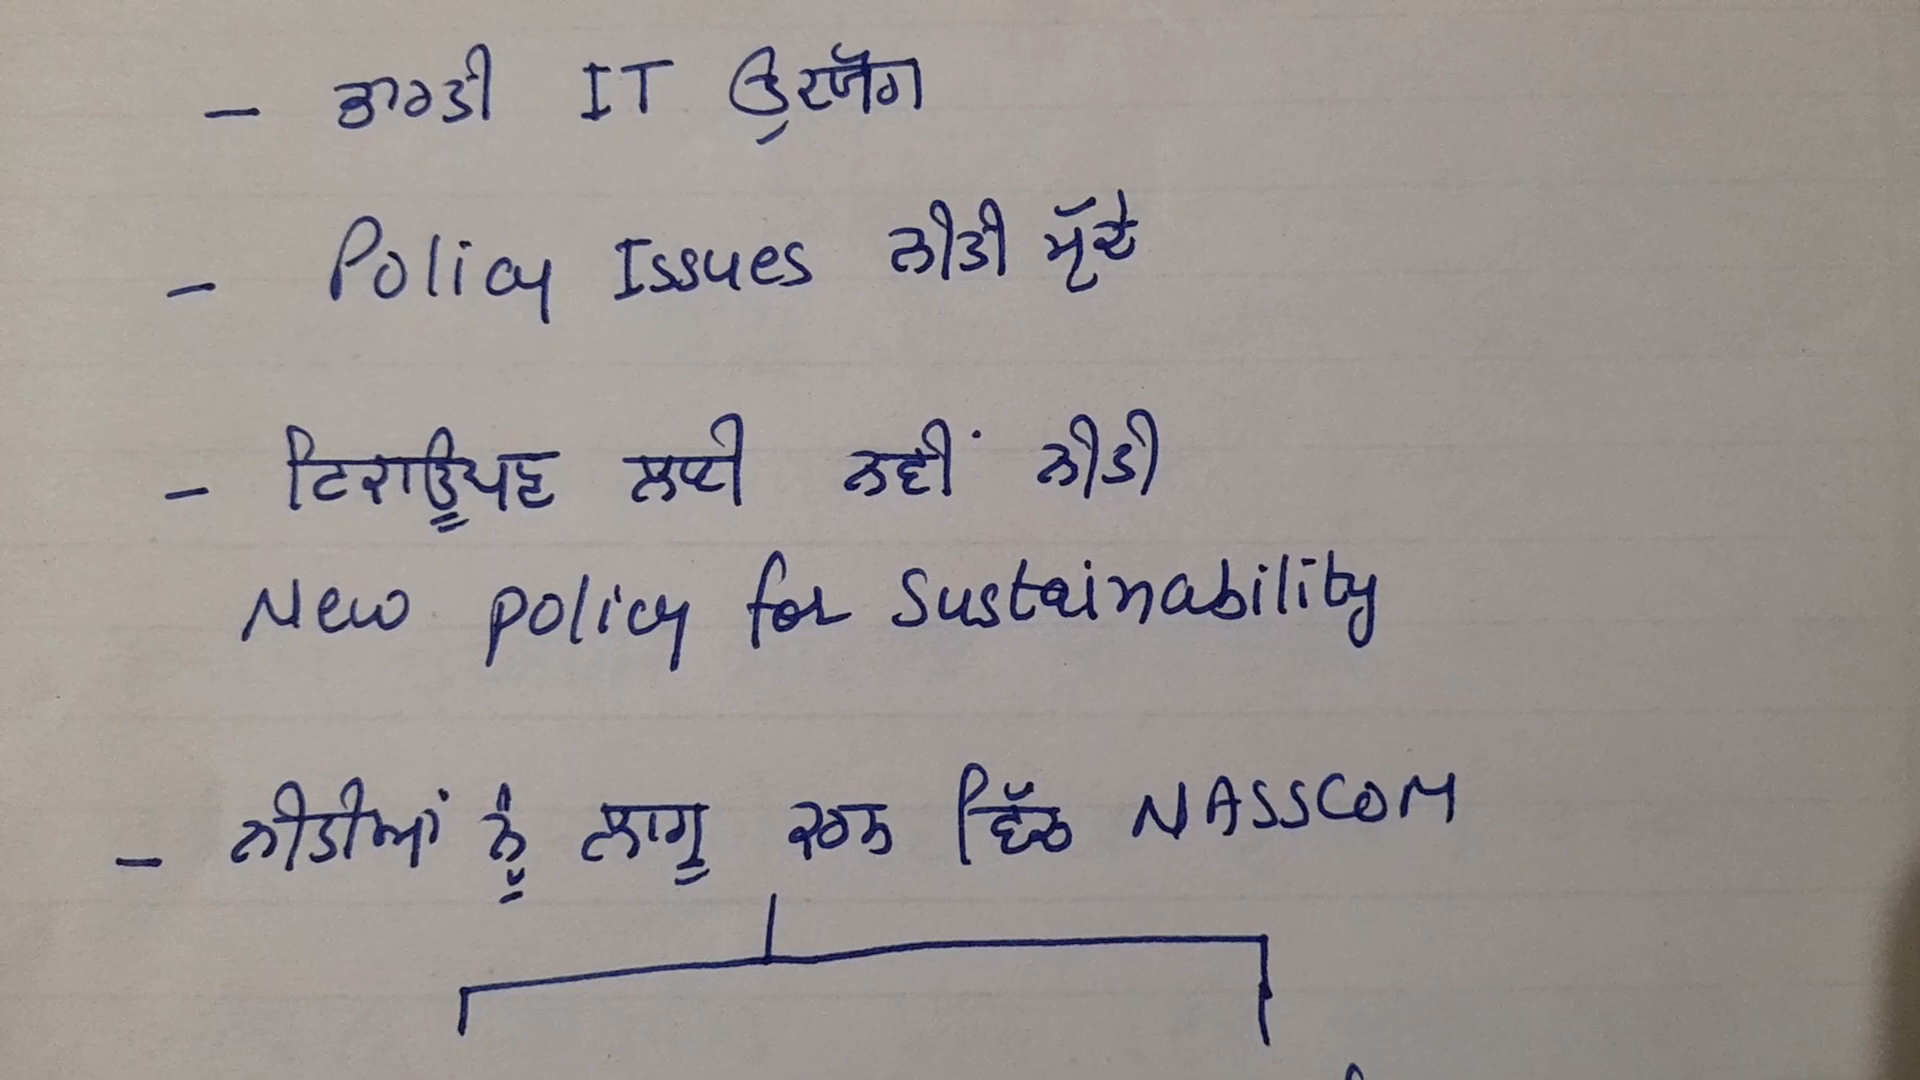 - ਭਾਰਤੀ IT ਉਦਯੋਗ
- Policy Issues ਨੀਤੀ ਮੁੱਦੇ
- ਟਿਕਾਊਪਣ ਲਈ ਨਵੀਂ ਨੀਤੀ
New policy for Sustainability
- ਨੀਤੀਆਂ ਨੂੰ ਲਾਗੂ ਕਰਨ ਵਿੱਚ NASSCOM